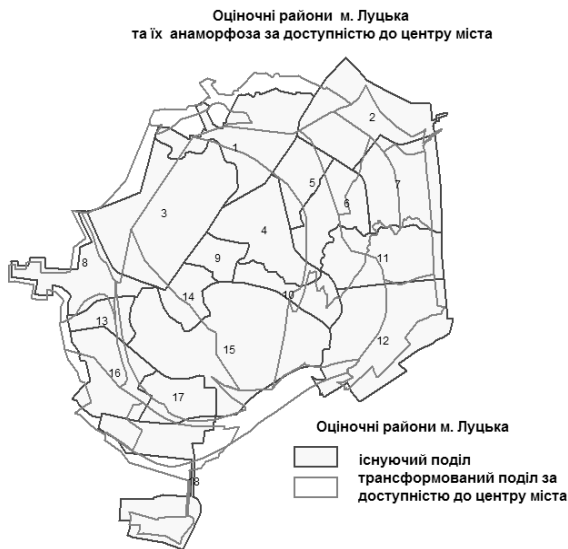 Оціночні райони м. Луцька
та їх анаморфоза за доступністю до центру міста
2
1
5
7
6
3
4
9
11
8
14
10
13
12
15
16
17
Оціночні райони м. Луцька
існуючий поділ
трансформований поділ за
доступністю до центру міста